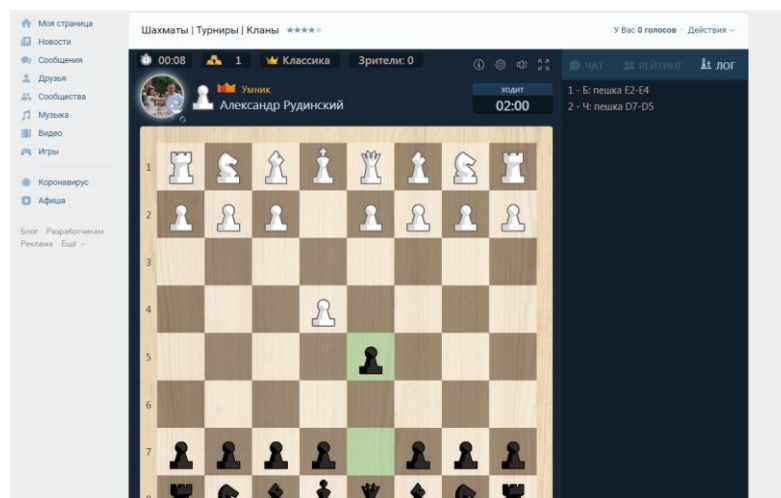 Моя страница
Новости
Сообщения
Друзья
Сообщества
Музыка
Видео
Игры
Коронавирус
Афиша
Блог Разработчикам
Реклама Ещё
Шахматы | Турниры | Кланы
У Вас 0 голосов Действия
00:08 1 Классика Зрители: 0
Умник
Александр Рудинский
ходит
02:00
ЧАТ РЕЙТИНГ ЛОГ
1 - Б: пешка E2-E4
2 - Ч: пешка D7-D5
1
2
3
4
5
6
7